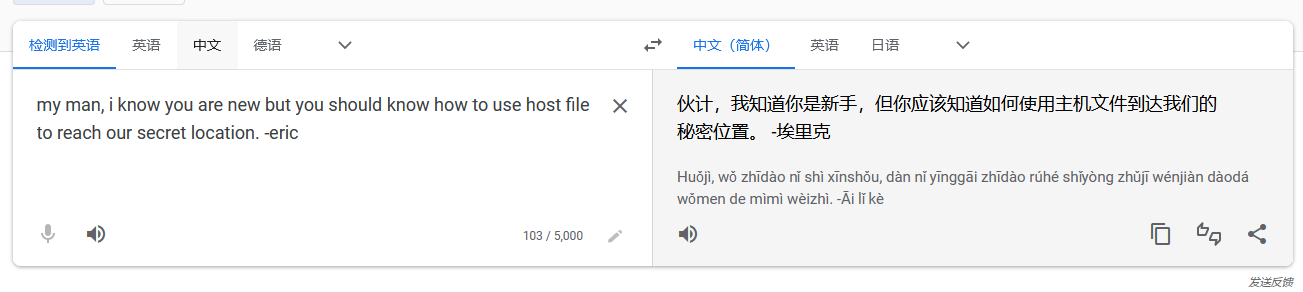 检测到英语 英语 中文 德语
中文（简体） 英语 日语
my man, i know you are new but you should know how to use host file
to reach our secret location. -eric
103 / 5,000
伙计，我知道你是新手，但你应该知道如何使用主机文件到达我们的
秘密位置。 -埃里克
Huǒjì, wǒ zhīdào nǐ shì xīnshǒu, dàn nǐ yīnggāi zhīdào rúhé shǐyòng zhǔjī wénjiàn dàodá
wǒmen de mìmì wèizhì. -Āi lǐ kè
发送反馈